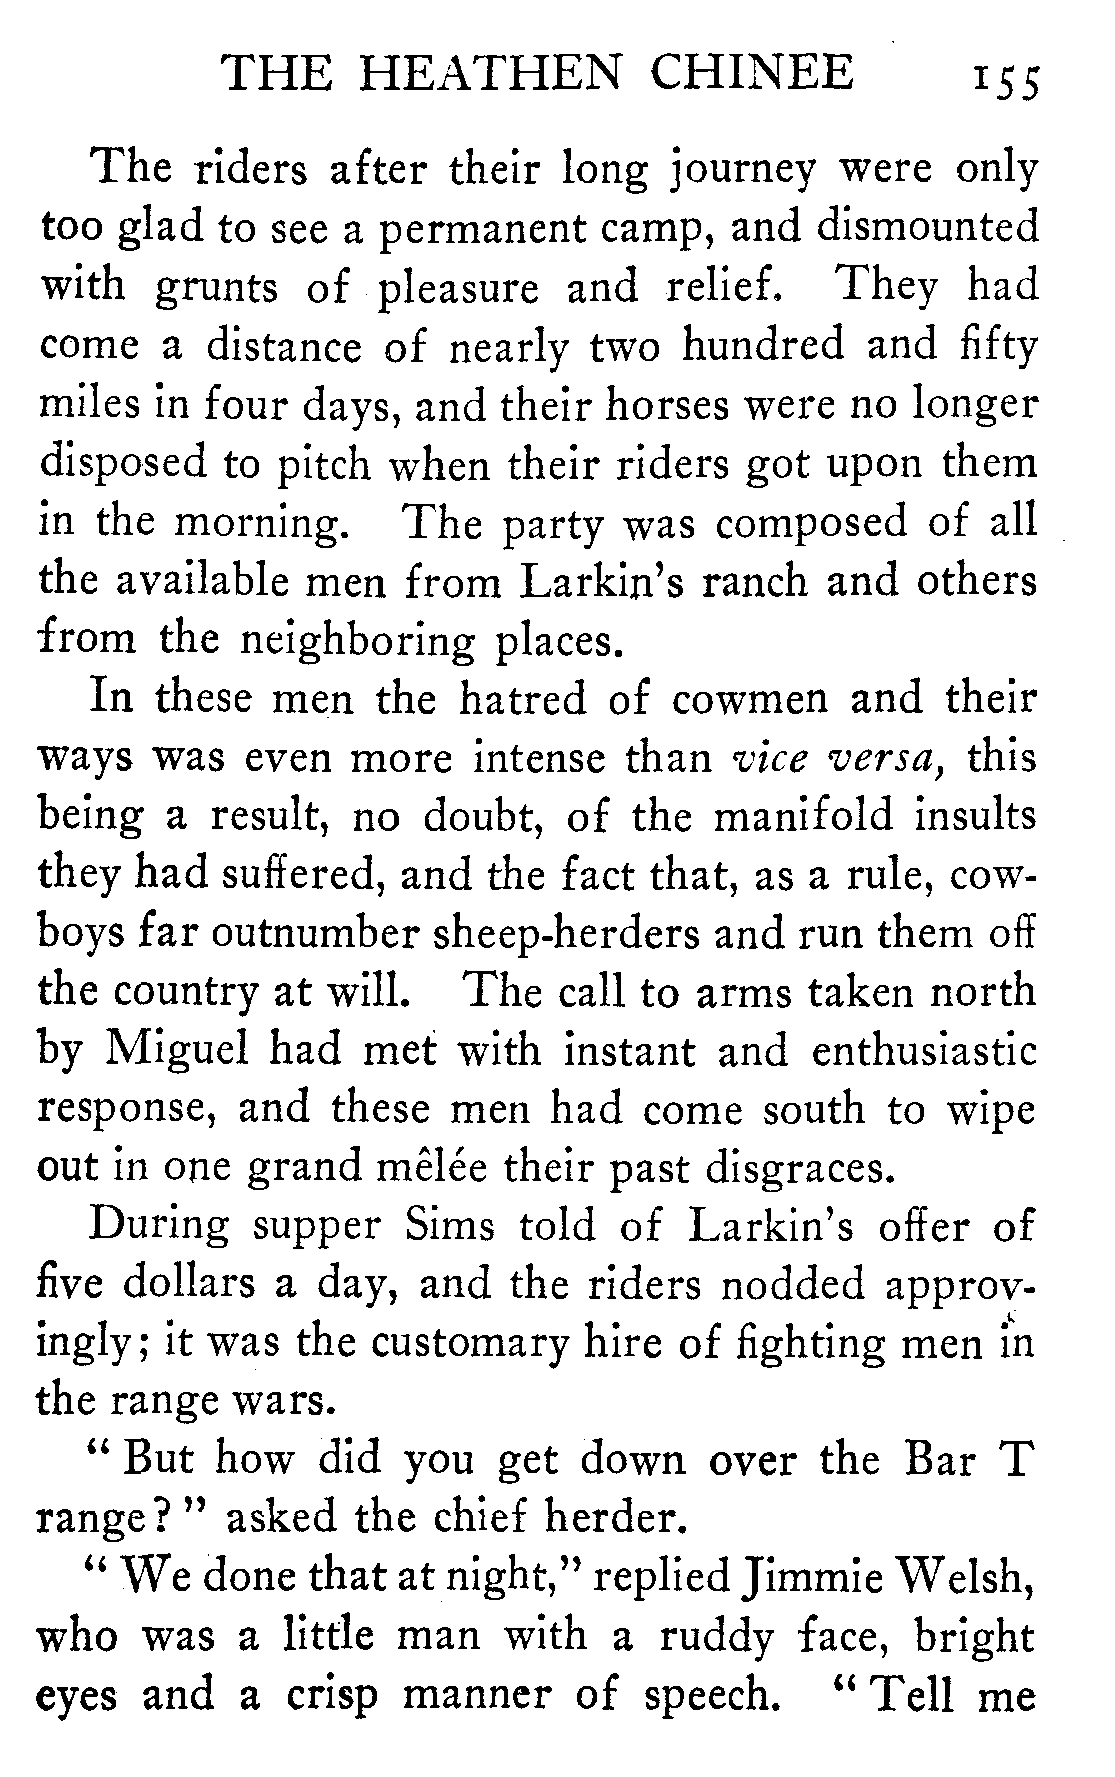 THE HEATHEN CHINEE 155
The riders after their long journey were only
too glad to see a permanent camp, and dismounted
with grunts of pleasure and relief. They had
come a distance of nearly two hundred and fifty
miles in four days, and their horses were no longer
disposed to pitch when their riders got upon them
in the morning. The party was composed of all
the available men from Larkin's ranch and others
from the neighboring places.
In these men the hatred of cowmen and their
ways was even more intense than vice versa, this
being a result, no doubt, of the manifold insults
they had suffered, and the fact that, as a rule, cow-
boys far outnumber sheep-herders and run them off
the country at will. The call to arms taken north
by Miguel had met with instant and enthusiastic
response, and these men had come south to wipe
out in one grand mêlée their past disgraces.
During supper Sims told of Larkin's offer of
five dollars a day, and the riders nodded approv-
ingly; it was the customary hire of fighting men in
the range wars.
" But how did you get down over the Bar T
range? " asked the chief herder.
" We done that at night," replied Jimmie Welsh,
who was a little man with a ruddy face, bright
eyes and a crisp manner of speech. " Tell me